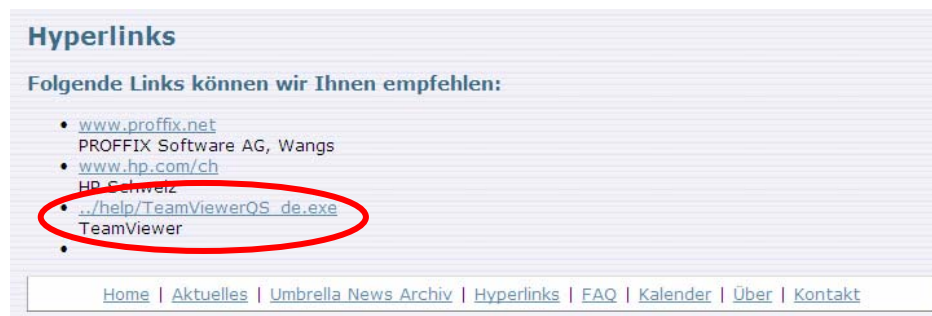 Hyperlinks
Folgende Links können wir Ihnen empfehlen:
• www.proffix.net
PROFFIX Software AG, Wangs
• www.hp.com/ch
HP Schweiz
• ../help/TeamViewerQS_de.exe
TeamViewer
•
Home | Aktuelles | Umbrella News Archiv | Hyperlinks | FAQ | Kalender | Über | Kontakt